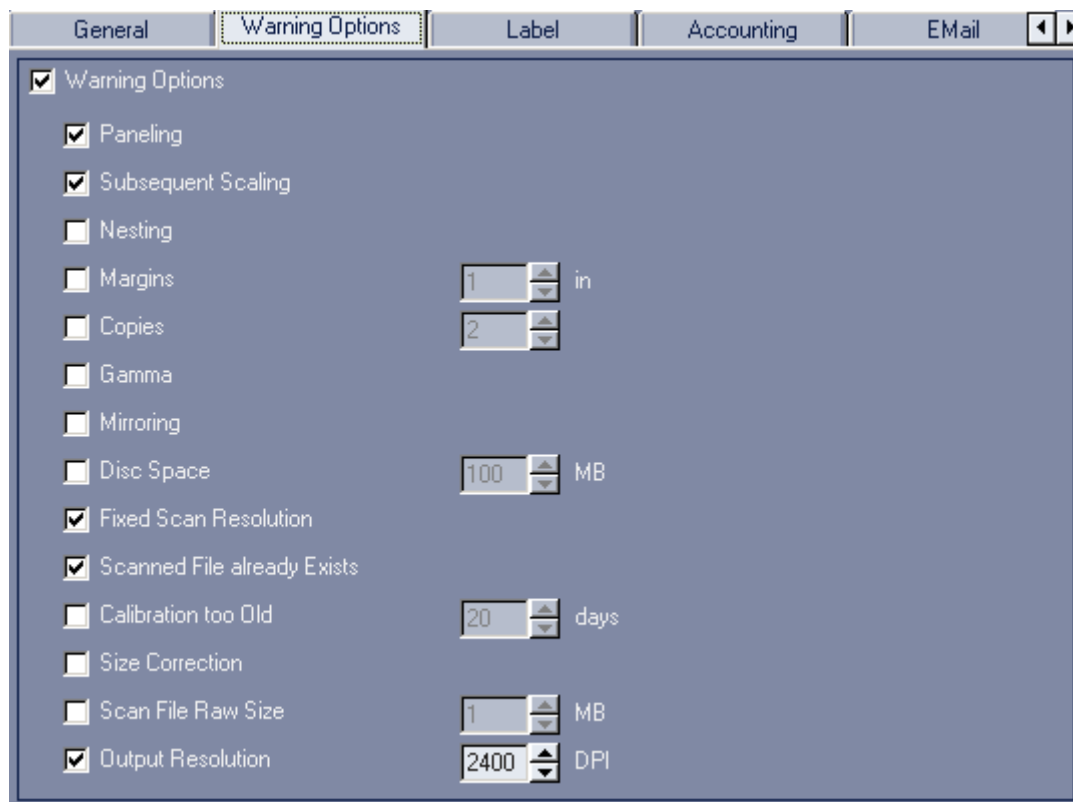 General Warning Options Label Accounting EMail
Warning Options
Paneling
Subsequent Scaling
Nesting
Margins 1 in
Copies 2
Gamma
Mirroring
Disc Space 100 MB
Fixed Scan Resolution
Scanned File already Exists
Calibration too Old 20 days
Size Correction
Scan File Raw Size 1 MB
Output Resolution 2400 DPI